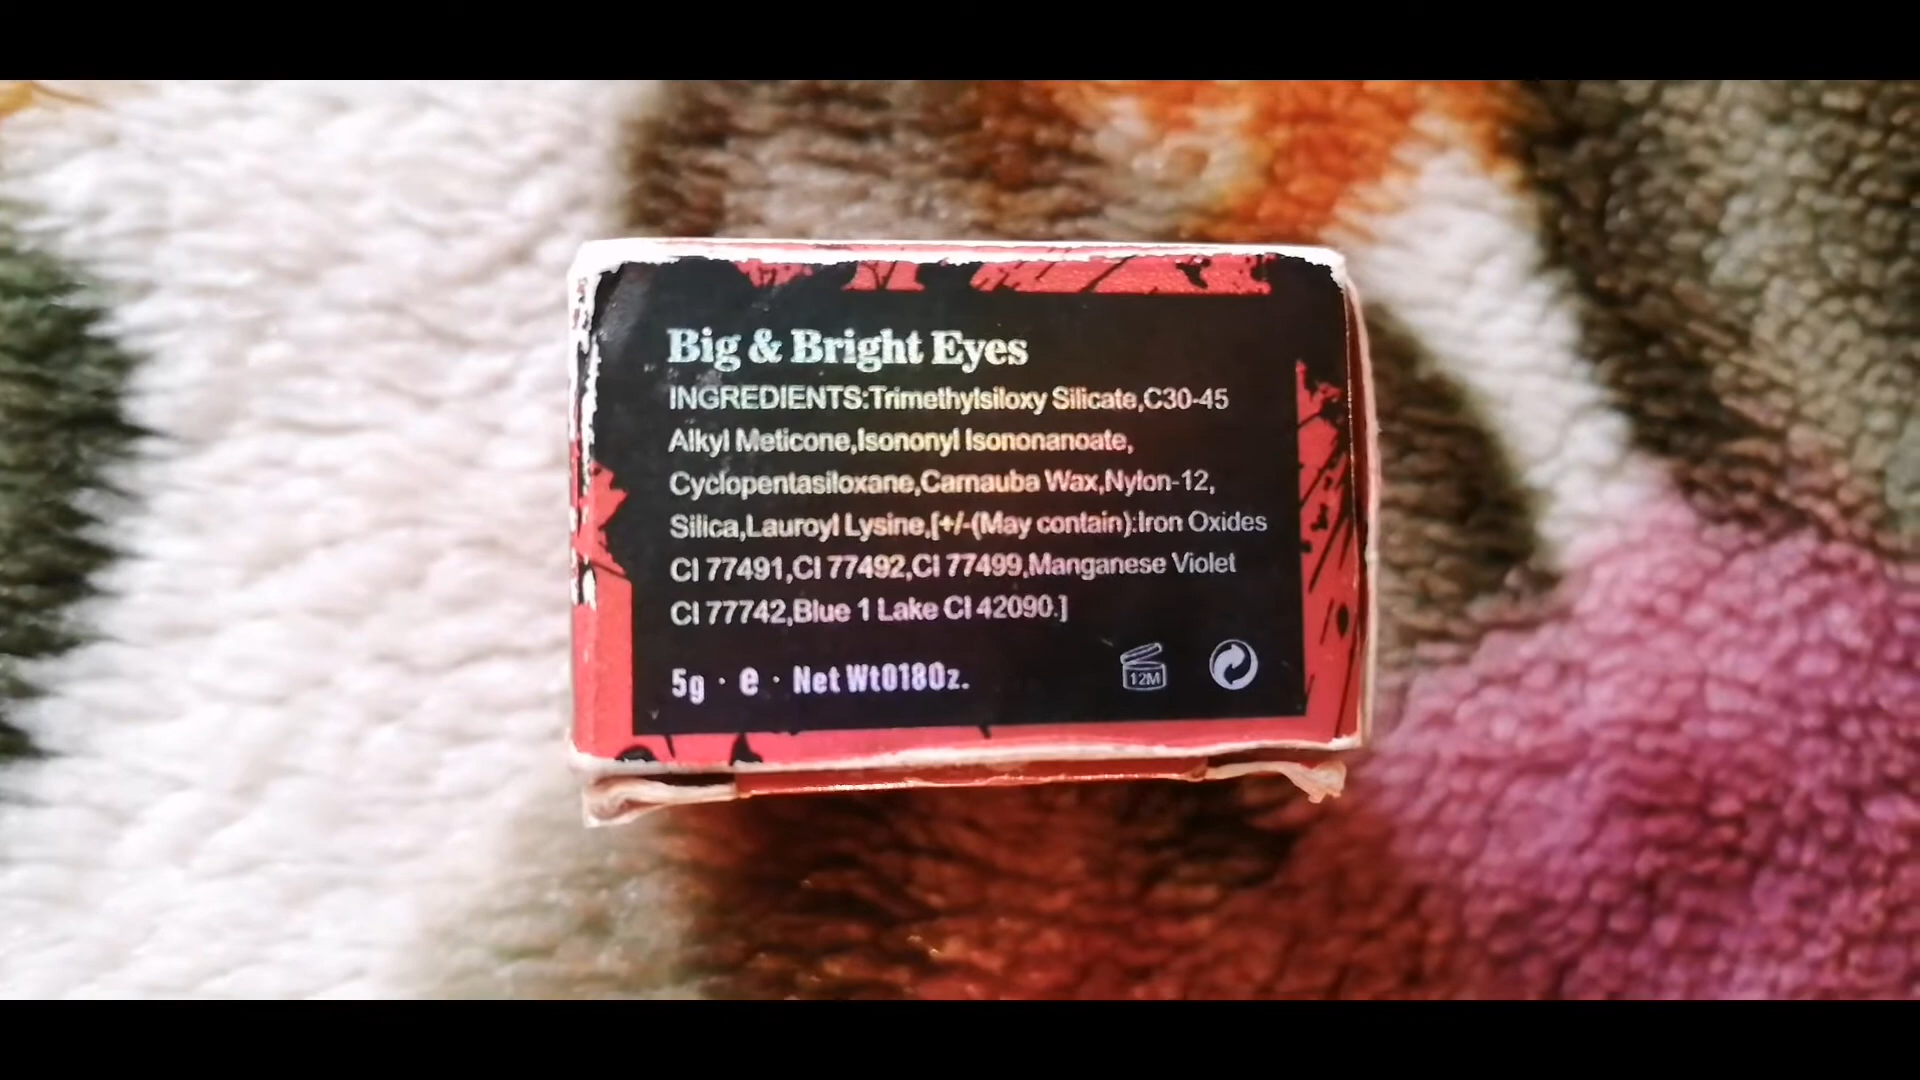 Big & Bright Eyes
INGREDIENTS:Trimethylsiloxy Silicate,C30-45
Alkyl Meticone,Isononyl Isononanoate,
Cyclopentasiloxane,Carnauba Wax,Nylon-12,
Silica,Lauroyl Lysine,[+/-(May contain):Iron Oxides
CI 77491,CI 77492,CI 77499,Manganese Violet
CI 77742,Blue 1 Lake CI 42090.]
5g · e · Net Wt0180z.
12M